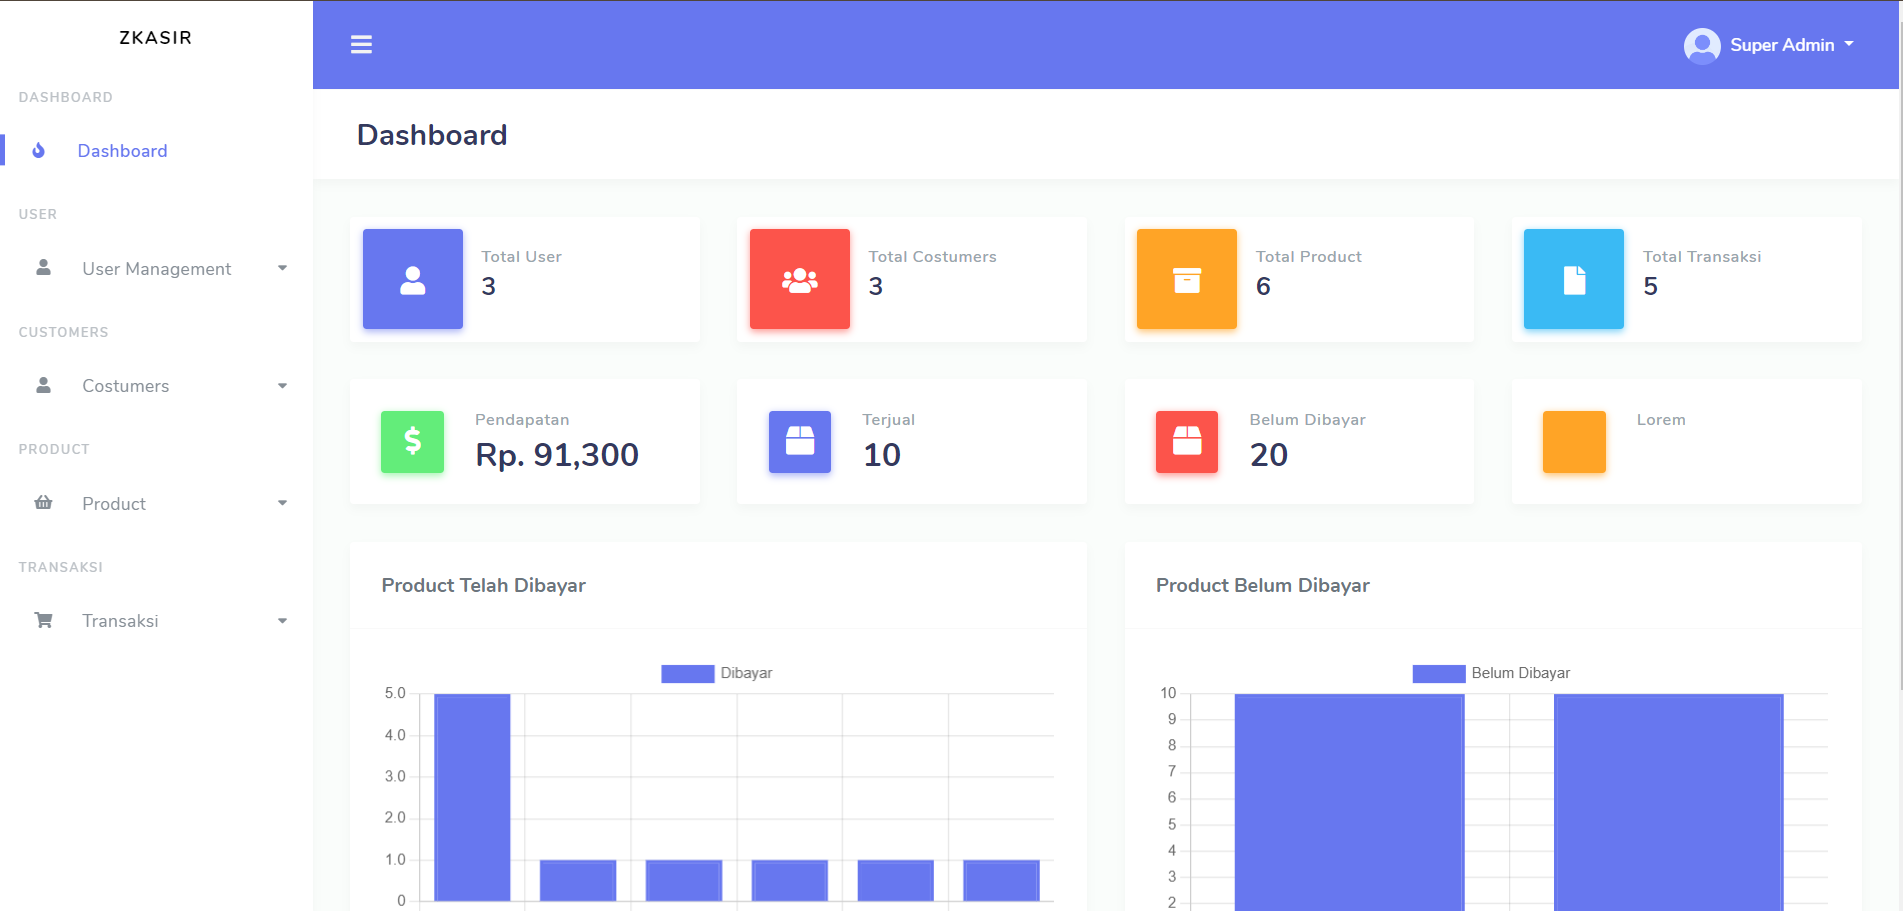 ZKASIR
DASHBOARD
Dashboard
USER
User Management
CUSTOMERS
Costumers
PRODUCT
Product
TRANSAKSI
Transaksi
Super Admin
Dashboard
Total User
3
Total Costumers
3
Total Product
6
Total Transaksi
5
Pendapatan
Rp. 91,300
Terjual
10
Belum Dibayar
20
Lorem
Product Telah Dibayar
Dibayar
5.0
4.0
3.0
2.0
1.0
0
Product Belum Dibayar
Belum Dibayar
10
9
8
7
6
5
4
3
2